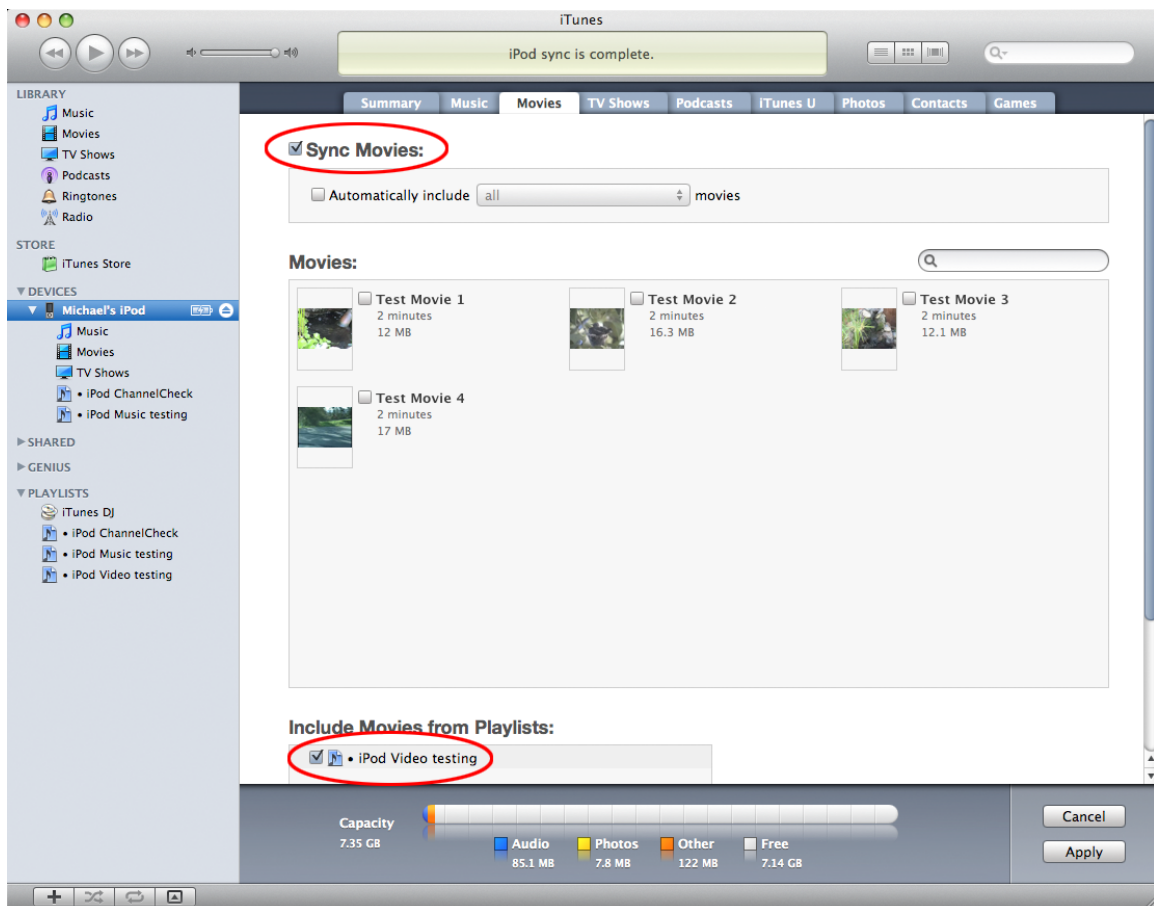 iTunes
iPod sync is complete.
LIBRARY
Music
Movies
TV Shows
Podcasts
Ringtones
Radio
STORE
iTunes Store
DEVICES
Michael's iPod
Music
Movies
TV Shows
• iPod ChannelCheck
• iPod Music testing
SHARED
GENIUS
PLAYLISTS
iTunes DJ
• iPod ChannelCheck
• iPod Music testing
• iPod Video testing
Summary Music Movies TV Shows Podcasts iTunes U Photos Contacts Games
Sync Movies:
Automatically include all movies
Movies:
Test Movie 1
2 minutes
12 MB
Test Movie 2
2 minutes
16.3 MB
Test Movie 3
2 minutes
12.1 MB
Test Movie 4
2 minutes
17 MB
Include Movies from Playlists:
• iPod Video testing
Capacity
7.35 GB
Audio
85.1 MB
Photos
7.8 MB
Other
122 MB
Free
7.14 GB
Cancel
Apply